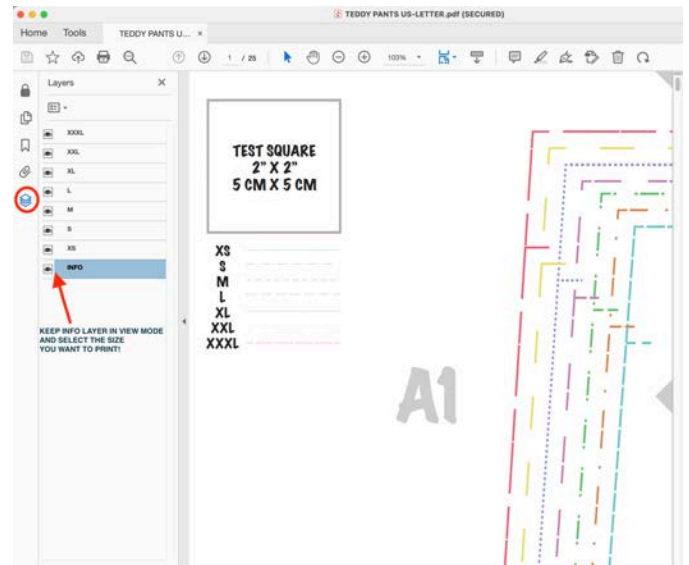 TEDDY PANTS US-LETTER.pdf (SECURED)
Home Tools TEDDY PANTS U... ×
1 / 25 103%
Layers ×
XXXL
XXL
XL
L
M
S
XS
INFO
KEEP INFO LAYER IN VIEW MODE
AND SELECT THE SIZE
YOU WANT TO PRINT!
TEST SQUARE
2" X 2"
5 CM X 5 CM
XS
S
M
L
XL
XXL
XXXL
A1